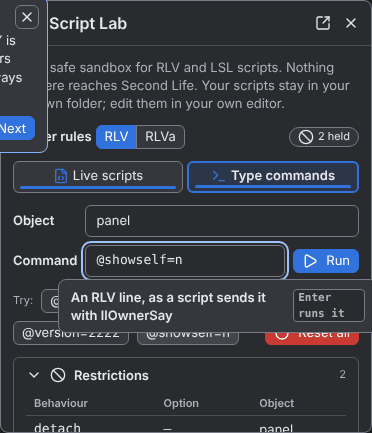 Script Lab
is
safe sandbox for RLV and LSL scripts. Nothing
rs
ere reaches Second Life. Your scripts stay in your
ays
wn folder; edit them in your own editor.
Next
er rules
RLV
RLVa
2 held
Live scripts
Type commands
Object
panel
Command
@showself=n
Run
An RLV line, as a script sends it
with llOwnerSay
Enter
runs it
Try:
@version=2222
@showself=n
Reset all
Restrictions
2
Behaviour
Option
Object
detach
—
panel